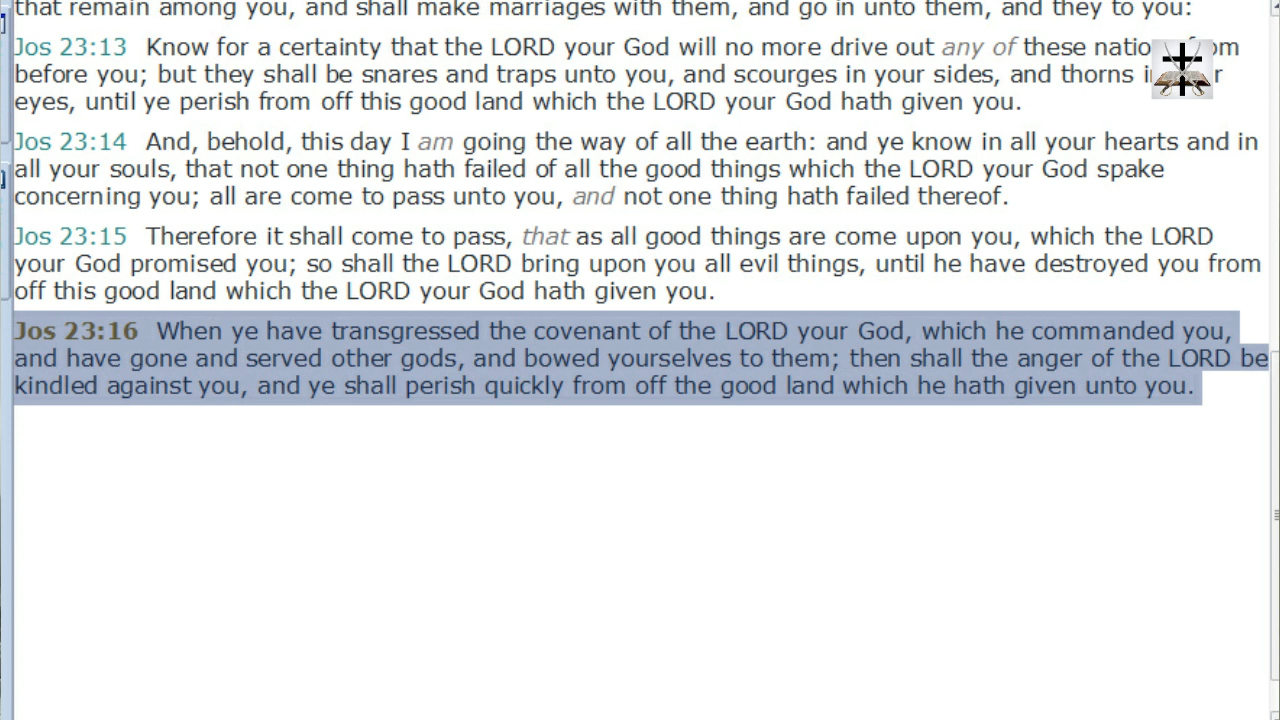 that remain among you, and shall make marriages with them, and go in unto them, and they to you:
Jos 23:13 Know for a certainty that the LORD your God will no more drive out any of these
before you; but they shall be snares and traps unto you, and scourges in your sides, and thorns
eyes, until ye perish from off this good land which the LORD your God hath given you.
Jos 23:14 And, behold, this day I am going the way of all the earth: and ye know in all your hearts and in
all your souls, that not one thing hath failed of all the good things which the LORD your God spake
concerning you; all are come to pass unto you, and not one thing hath failed thereof.
Jos 23:15 Therefore it shall come to pass, that as all good things are come upon you, which the LORD
your God promised you; so shall the LORD bring upon you all evil things, until he have destroyed you from
off this good land which the LORD your God hath given you.
Jos 23:16 When ye have transgressed the covenant of the LORD your God, which he commanded you,
and have gone and served other gods, and bowed yourselves to them; then shall the anger of the LORD be
kindled against you, and ye shall perish quickly from off the good land which he hath given unto you.